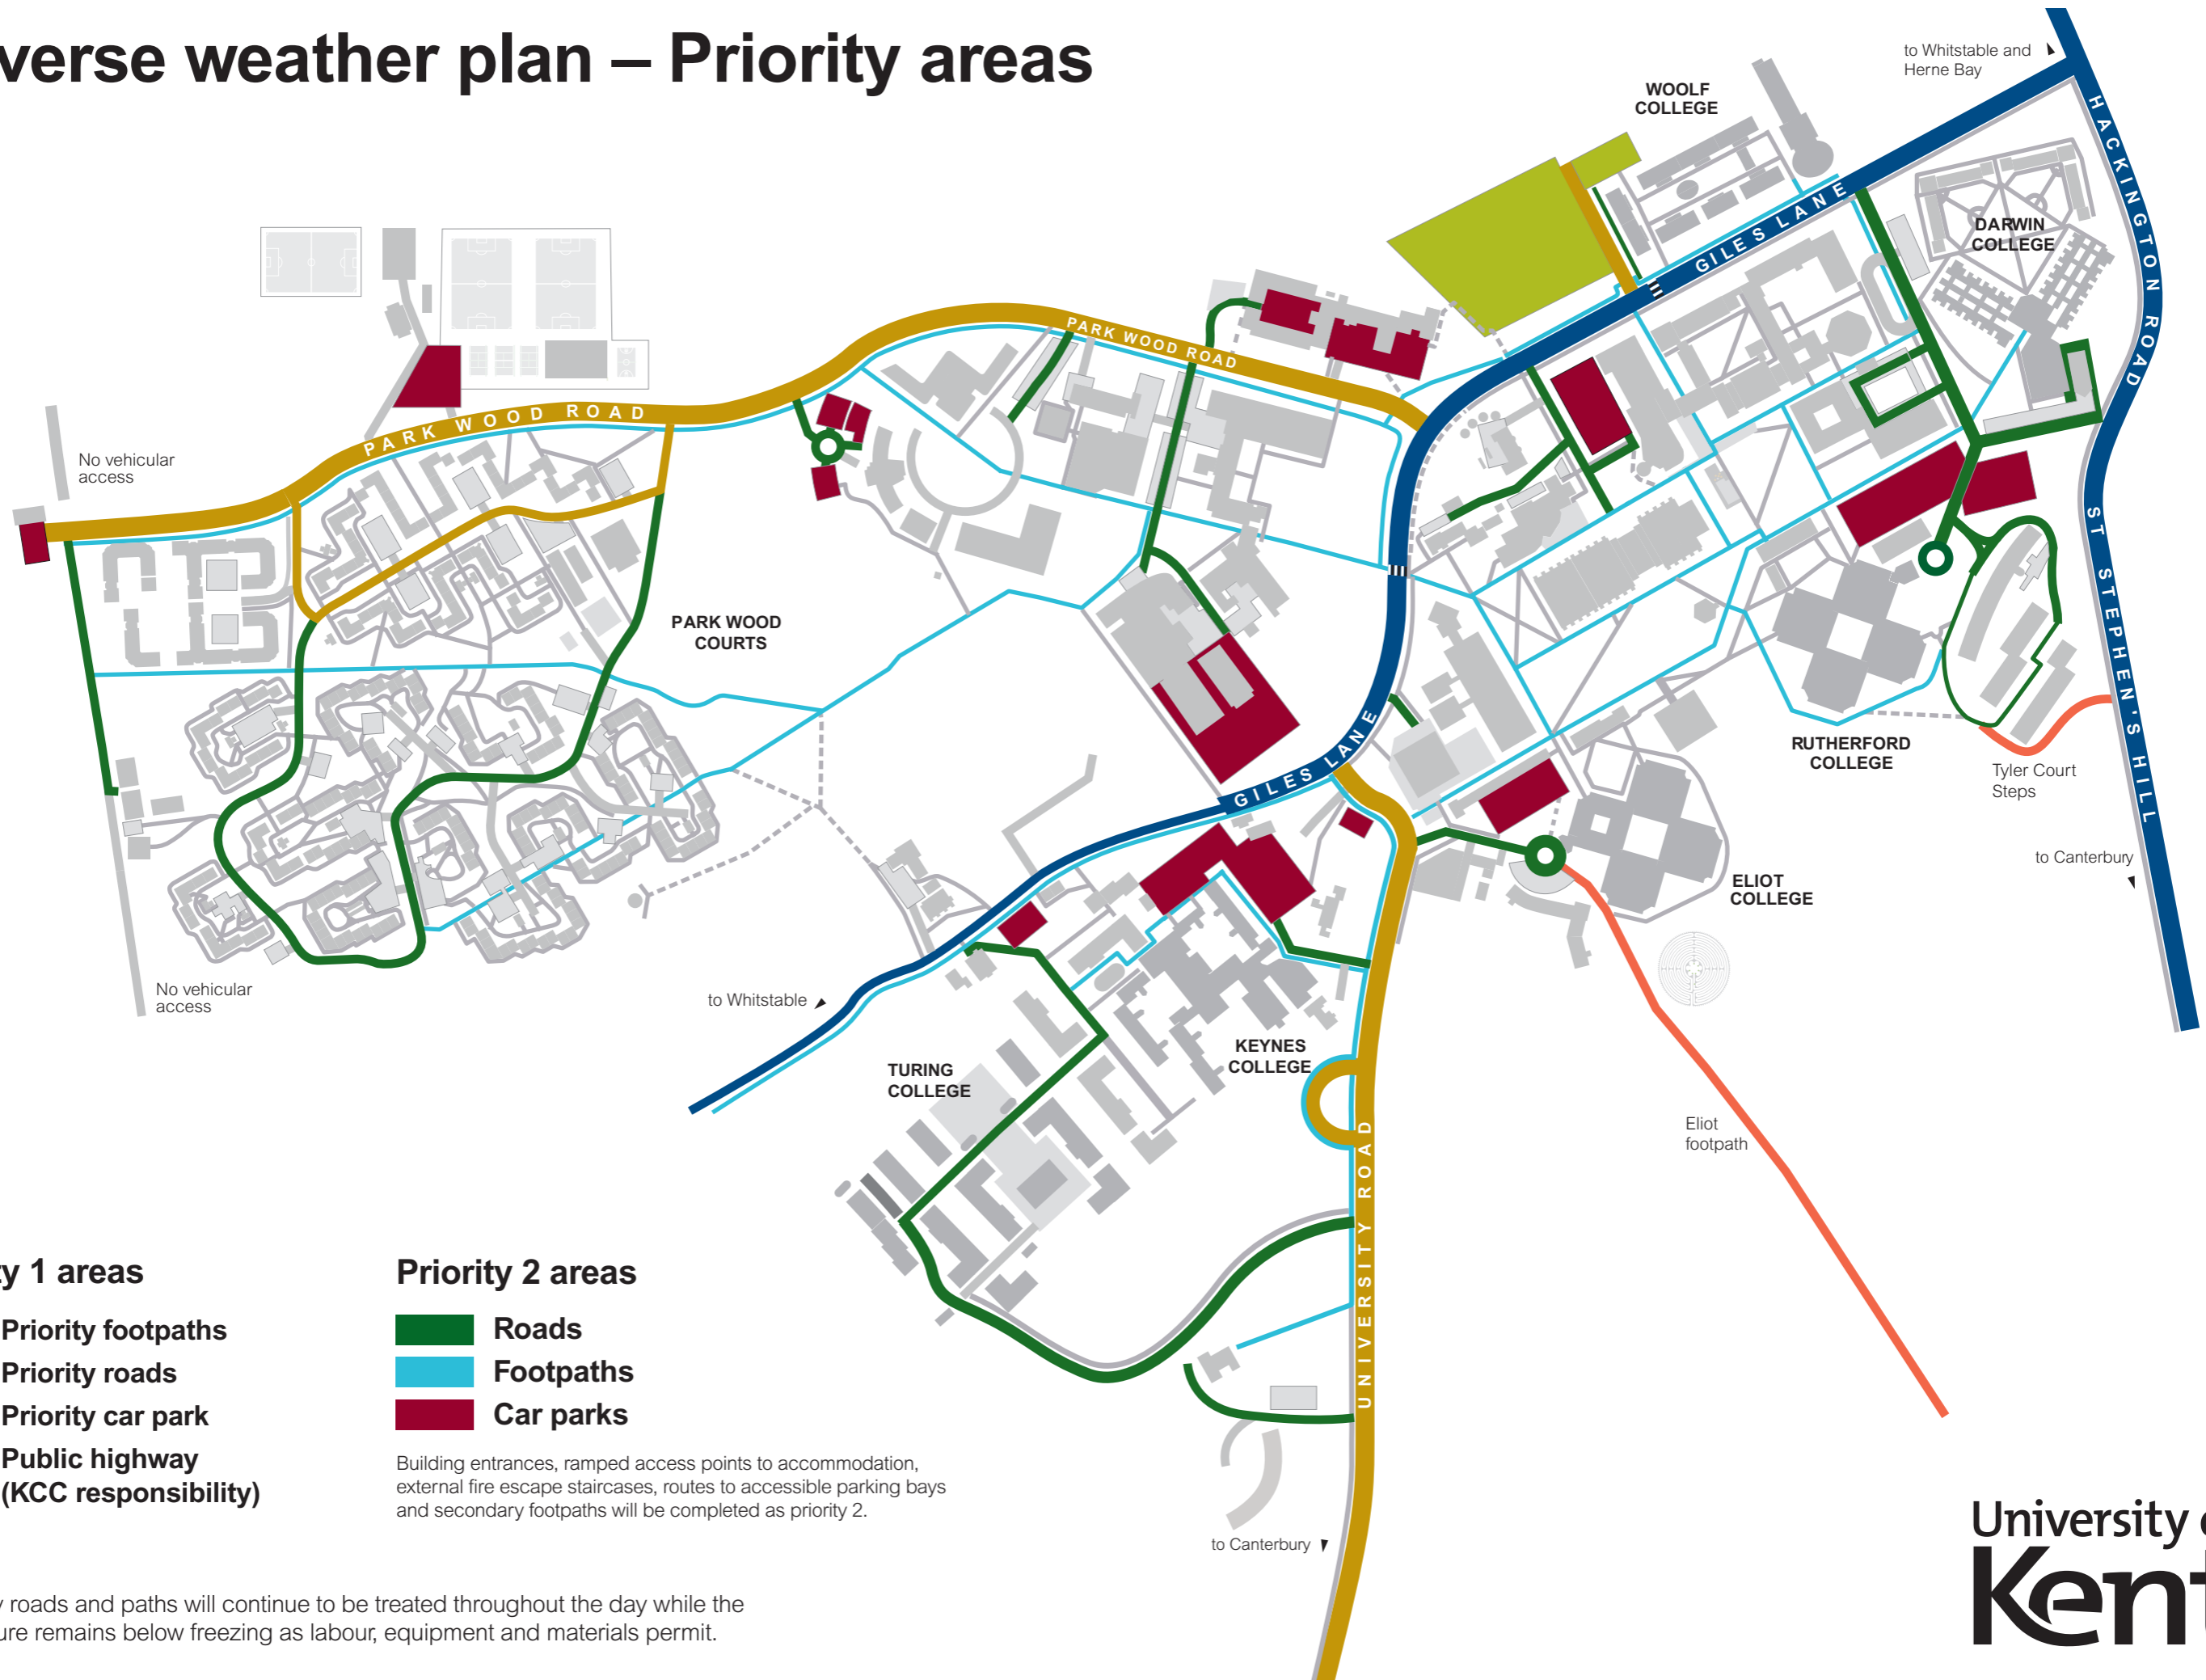 verse weather plan – Priority areas
to Whitstable and
Herne Bay
WOOLF
COLLEGE
HACKINGTON ROAD
GILES LANE
DARWIN
COLLEGE
PARK WOOD ROAD
PARK WOOD ROAD
No vehicular
access
ST STEPHEN'S HILL
PARK WOOD
COURTS
RUTHERFORD
COLLEGE
Tyler Court
Steps
GILES LANE
to Canterbury
ELIOT
COLLEGE
No vehicular
access
to Whitstable
KEYNES
COLLEGE
TURING
COLLEGE
Eliot
footpath
UNIVERSITY ROAD
ty 1 areas
Priority footpaths
Priority roads
Priority car park
Public highway
(KCC responsibility)
Priority 2 areas
Roads
Footpaths
Car parks
Building entrances, ramped access points to accommodation,
external fire escape staircases, routes to accessible parking bays
and secondary footpaths will be completed as priority 2.
to Canterbury
y roads and paths will continue to be treated throughout the day while the
ure remains below freezing as labour, equipment and materials permit.
University
Kent